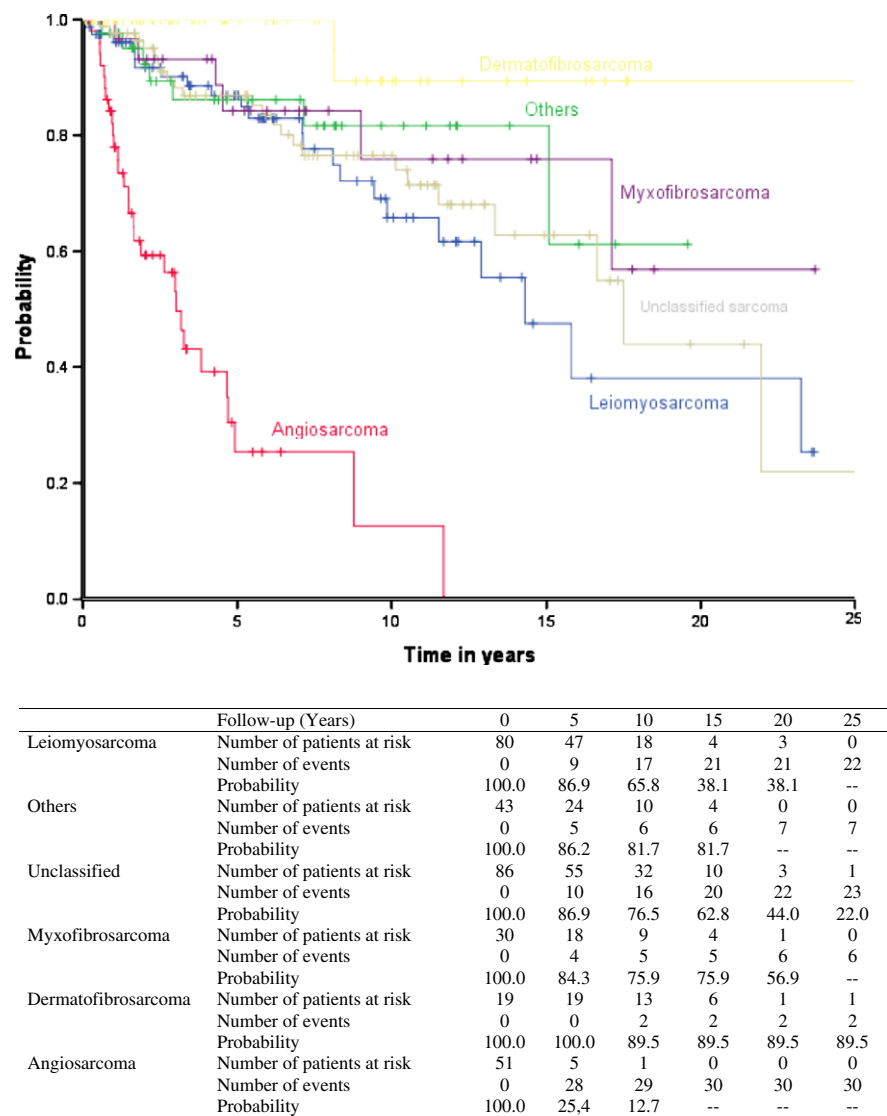 1.0
Dermatofibrosarcoma
Others
0.8
Myxofibrosarcoma
0.6
Probability
Unclassified sarcoma
0.4
Leiomyosarcoma
Angiosarcoma
0.2
0.0
0 5 10 15 20 25
Time in years
Follow-up (Years) 0 5 10 15 20 25
Leiomyosarcoma Number of patients at risk 80 47 18 4 3 0
Number of events 0 9 17 21 21 22
Probability 100.0 86.9 65.8 38.1 38.1 --
Others Number of patients at risk 43 24 10 4 0 0
Number of events 0 5 6 6 7 7
Probability 100.0 86.2 81.7 81.7 -- --
Unclassified Number of patients at risk 86 55 32 10 3 1
Number of events 0 10 16 20 22 23
Probability 100.0 86.9 76.5 62.8 44.0 22.0
Myxofibrosarcoma Number of patients at risk 30 18 9 4 1 0
Number of events 0 4 5 5 6 6
Probability 100.0 84.3 75.9 75.9 56.9 --
Dermatofibrosarcoma Number of patients at risk 19 19 13 6 1 1
Number of events 0 0 2 2 2 2
Probability 100.0 100.0 89.5 89.5 89.5 89.5
Angiosarcoma Number of patients at risk 51 5 1 0 0 0
Number of events 0 28 29 30 30 30
Probability 100.0 25,4 12.7 -- -- --